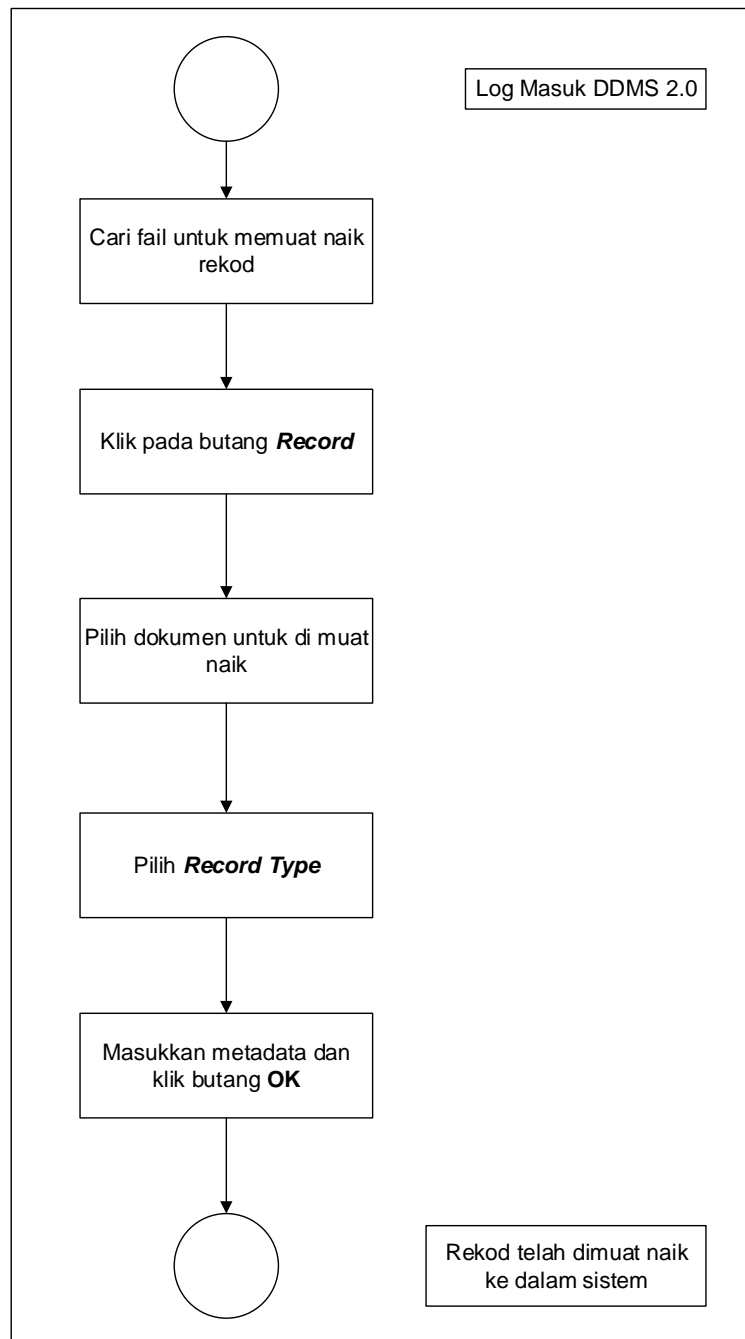 Log Masuk DDMS 2.0
Cari fail untuk memuat naik
rekod
Klik pada butang Record
Pilih dokumen untuk di muat
naik
Pilih Record Type
Masukkan metadata dan
klik butang OK
Rekod telah dimuat naik
ke dalam sistem